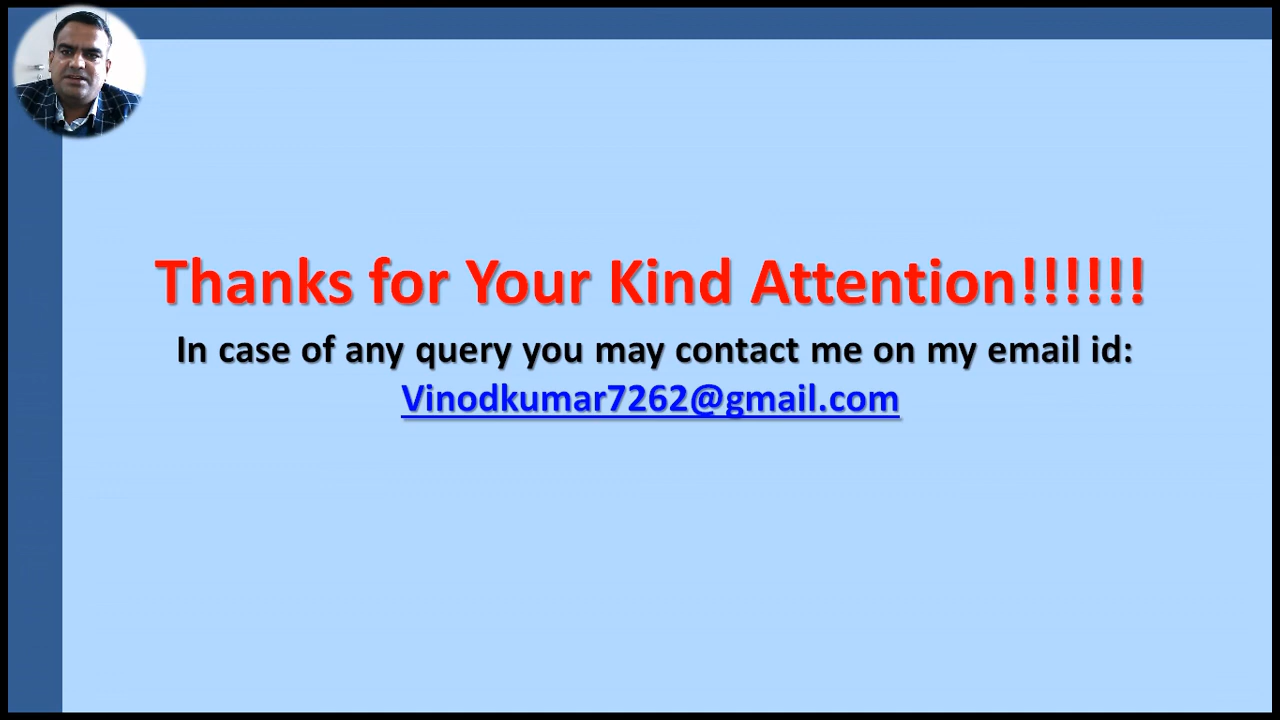 Thanks for Your Kind Attention!!!!!!
In case of any query you may contact me on my email id:
Vinodkumar7262@gmail.com